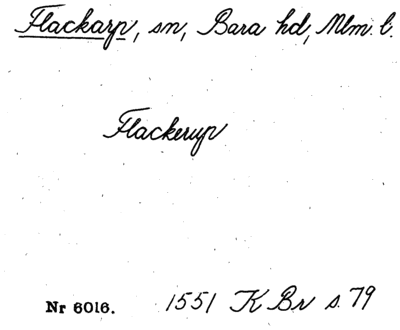 Flackarp, sn, Bara hd, Mlm. l.
Flackerup
Nr 6016. 1551 K Br s. 79